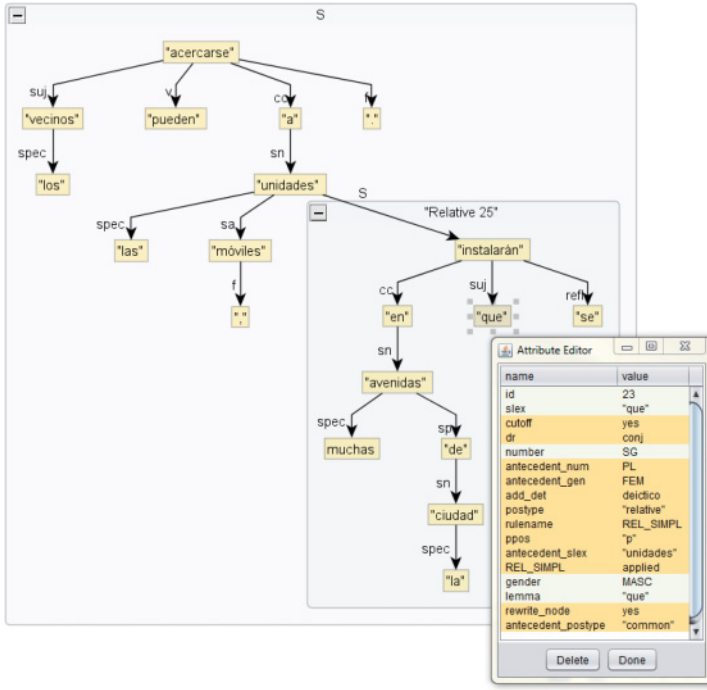 S
"acercarse"
suj v cc f
"vecinos" "pueden" "a" "."
spec sn
"los" "unidades"
S
spec sa "Relative 25"
"las" "móviles" "instalaràn"
f cc suj refl
"," "en" "que" "se"
sn
"avenidas"
spec sp
muchas "de"
sn
"ciudad"
spec
"la"
Attribute Editor
name value
id 23
slex "que"
cutoff yes
dr conj
number SG
antecedent_num PL
antecedent_gen FEM
add_det deictico
postype "relative"
rulename REL_SIMPL
ppos "p"
antecedent_slex "unidades"
REL_SIMPL applied
gender MASC
lemma "que"
rewrite_node yes
antecedent_postype "common"
Delete Done